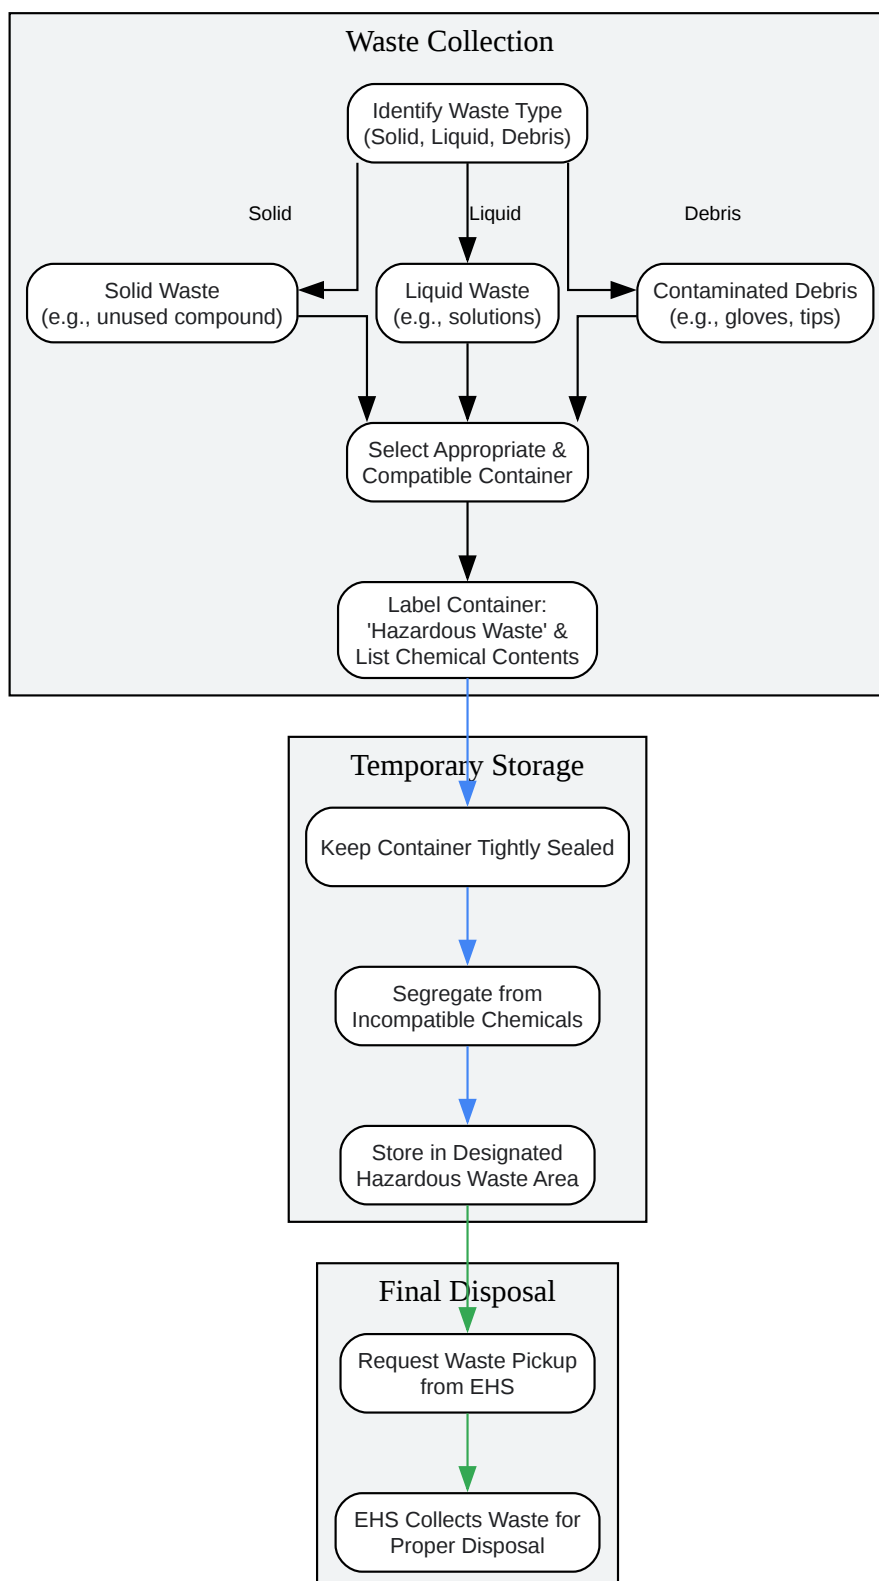 Waste Collection
Identify Waste Type
(Solid, Liquid, Debris)
Solid
Liquid
Debris
Solid Waste
(e.g., unused compound)
Liquid Waste
(e.g., solutions)
Contaminated Debris
(e.g., gloves, tips)
Select Appropriate &
Compatible Container
Label Container:
'Hazardous Waste' &
List Chemical Contents
Temporary Storage
Keep Container Tightly Sealed
Segregate from
Incompatible Chemicals
Store in Designated
Hazardous Waste Area
Final Disposal
Request Waste Pickup
from EHS
EHS Collects Waste for
Proper Disposal